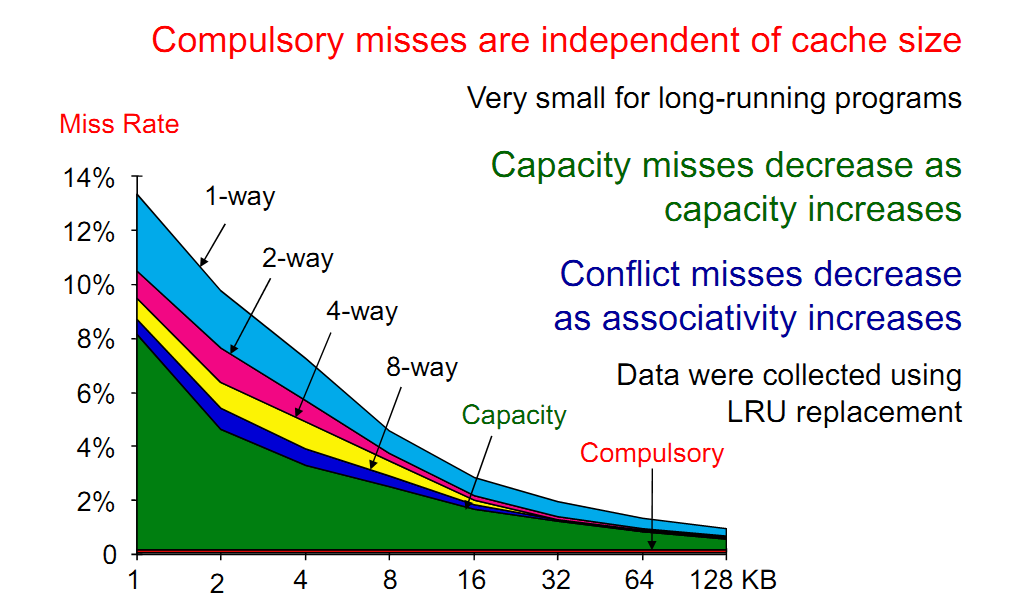 Compulsory misses are independent of cache size
Very small for long-running programs
Miss Rate
Capacity misses decrease as
capacity increases
14%
1-way
12%
2-way
10%
Conflict misses decrease
as associativity increases
4-way
8%
8-way
Data were collected using
LRU replacement
6%
Capacity
4%
Compulsory
2%
0
1 2 4 8 16 32 64 128 KB